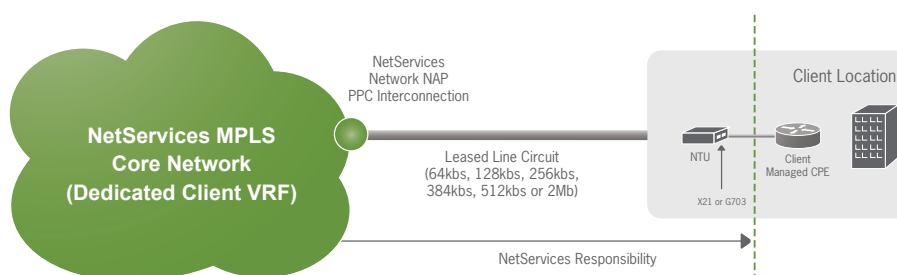 NetServices
Network NAP
PPC Interconnection
Client Location
NetServices MPLS
Core Network
(Dedicated Client VRF)
Leased Line Circuit
(64kbs, 128kbs, 256kbs,
384kbs, 512kbs or 2Mb)
NTU
Client
Managed CPE
X21 or G703
NetServices Responsibility